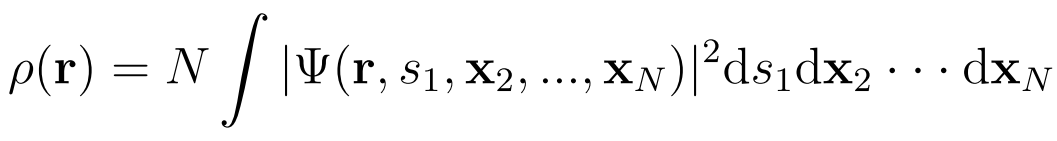 ρ(𝐫) = N ∫ |Ψ(𝐫, s₁, 𝐱₂, ..., 𝐱_N)|² ds₁d𝐱₂ · · · d𝐱_N